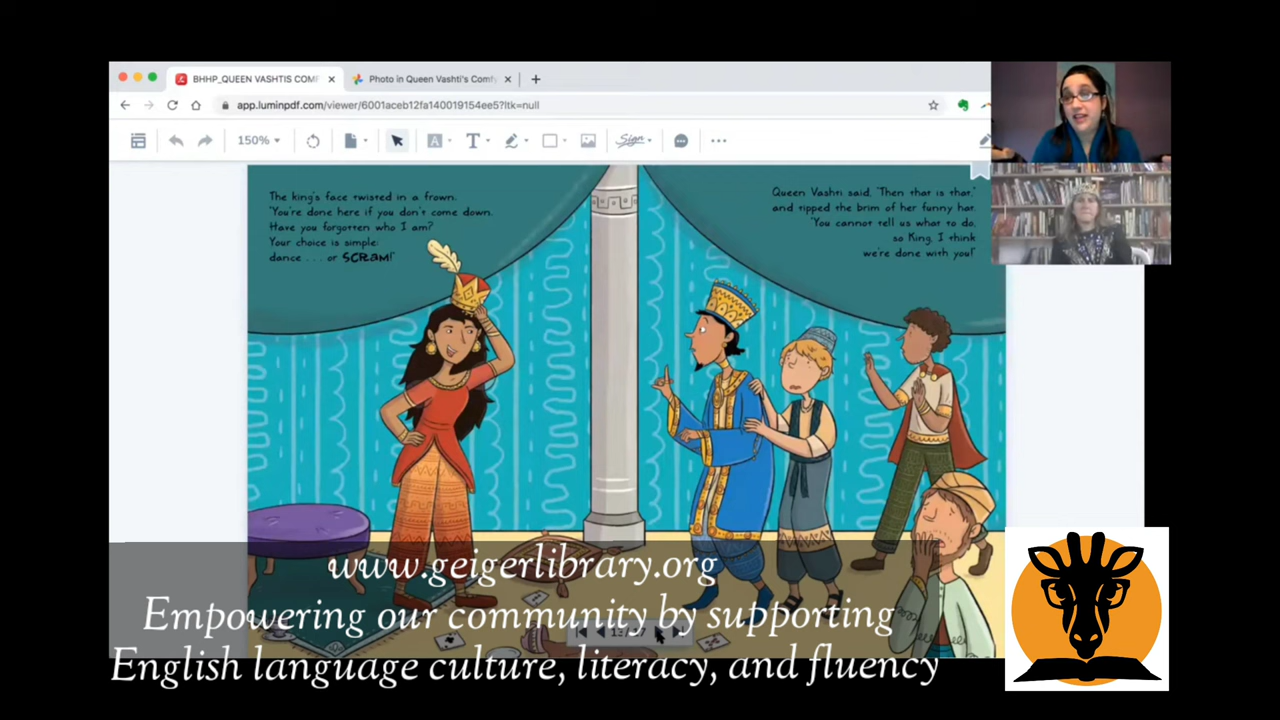 BHHP_QUEEN VASHTIS COM
Photo in Queen Vashti's Comfy
app.luminpdf.com/viewer/6001aceb12fa140019154ee5?ltk=null
150%
T
Sign
The king's face twisted in a frown.
"You're done here if you don't come down.
Have you forgotten who I am?
Your choice is simple:
dance . . . or SCRAM!"
Queen Vashti said, "Then that is that,"
and tipped the brim of her funny hat.
"You cannot tell us what to do,
so King, I think
we're done with you!"
www.geigerlibrary.org
Empowering our community by supporting
English language culture, literacy, and fluency